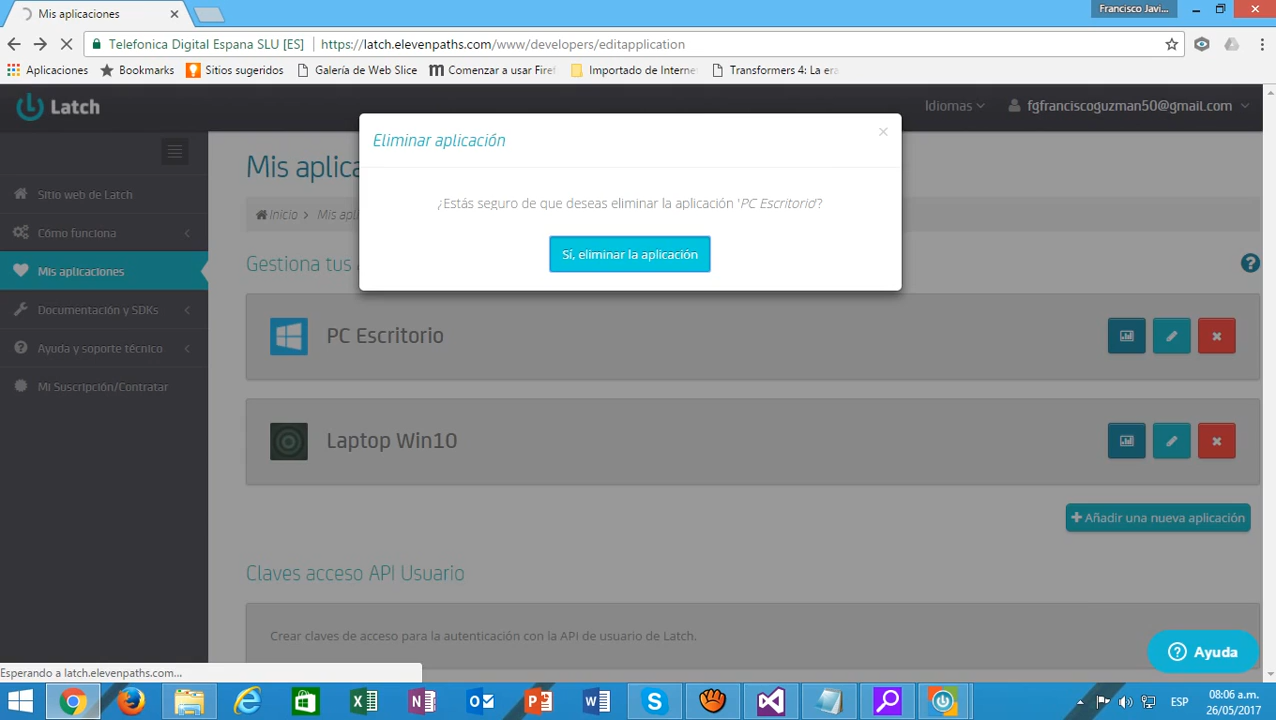 Mis aplicaciones
Francisco Javi...
Telefonica Digital Espana SLU [ES]
https://latch.elevenpaths.com/www/developers/editapplication
Aplicaciones
Bookmarks
Sitios sugeridos
Galería de Web Slice
Comenzar a usar Firef
Importado de Interne
Transformers 4: La era
Latch
Idiomas
fgfranciscoguzman50@gmail.com
Eliminar aplicación
×
¿Estás seguro de que deseas eliminar la aplicación 'PC Escritorio'?
Sí, eliminar la aplicación
Sitio web de Latch
Cómo funciona
Mis aplicaciones
Documentación y SDKs
Ayuda y soporte técnico
Mi Suscripción/Contratar
Mis aplica
Inicio
Mis apl
Gestiona tus
PC Escritorio
Laptop Win10
+ Añadir una nueva aplicación
Claves acceso API Usuario
Crear claves de acceso para la autenticación con la API de usuario de Latch.
Ayuda
Esperando a latch.elevenpaths.com...
ESP
08:06 a.m.
26/05/2017